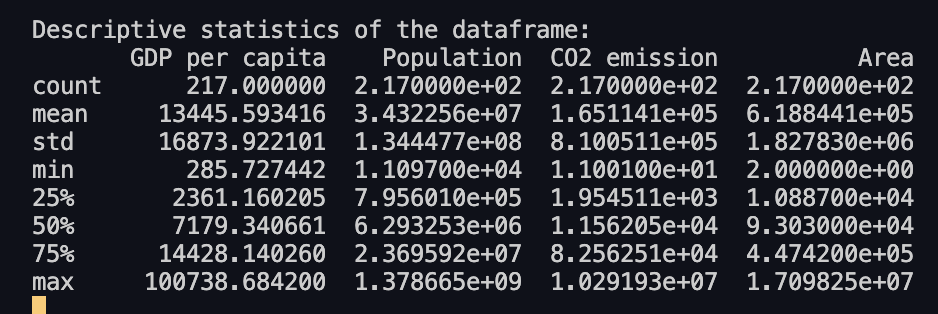 Descriptive statistics of the dataframe:
GDP per capita Population CO2 emission Area
count 217.000000 2.170000e+02 2.170000e+02 2.170000e+02
mean 13445.593416 3.432256e+07 1.651141e+05 6.188441e+05
std 16873.922101 1.344477e+08 8.100511e+05 1.827830e+06
min 285.727442 1.109700e+04 1.100100e+01 2.000000e+00
25% 2361.160205 7.956010e+05 1.954511e+03 1.088700e+04
50% 7179.340661 6.293253e+06 1.156205e+04 9.303000e+04
75% 14428.140260 2.369592e+07 8.256251e+04 4.474200e+05
max 100738.684200 1.378665e+09 1.029193e+07 1.709825e+07